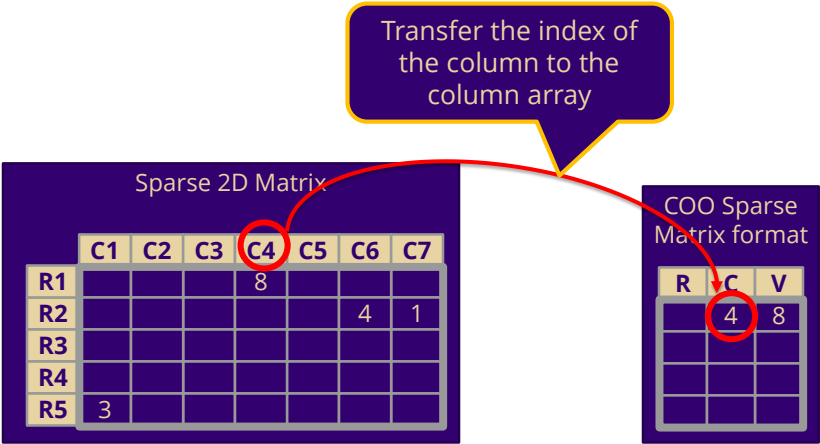 Transfer the index of
the column to the
column array
Sparse 2D Matrix
C1 C2 C3 C4 C5 C6 C7
R1 8
R2 4 1
R3
R4
R5 3
COO Sparse
Matrix format
R C V
4 8